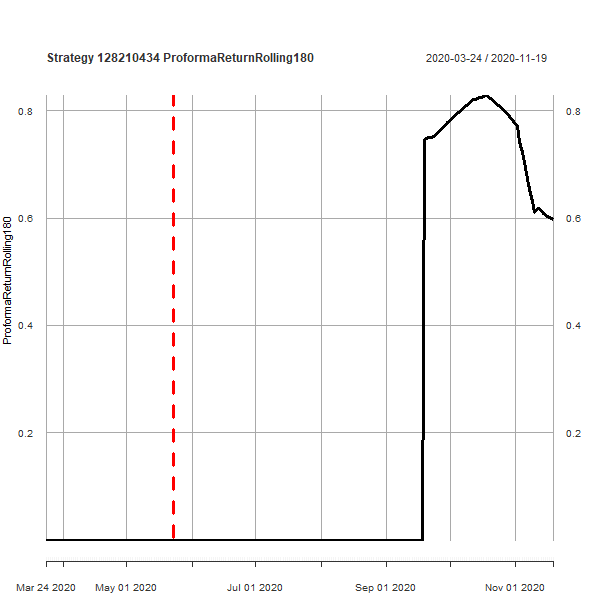 Strategy 128210434 ProformaReturnRolling180
2020-03-24 / 2020-11-19
ProformaReturnRolling180
0.8
0.6
0.4
0.2
0.8
0.6
0.4
0.2
Mar 24 2020
May 01 2020
Jul 01 2020
Sep 01 2020
Nov 01 2020